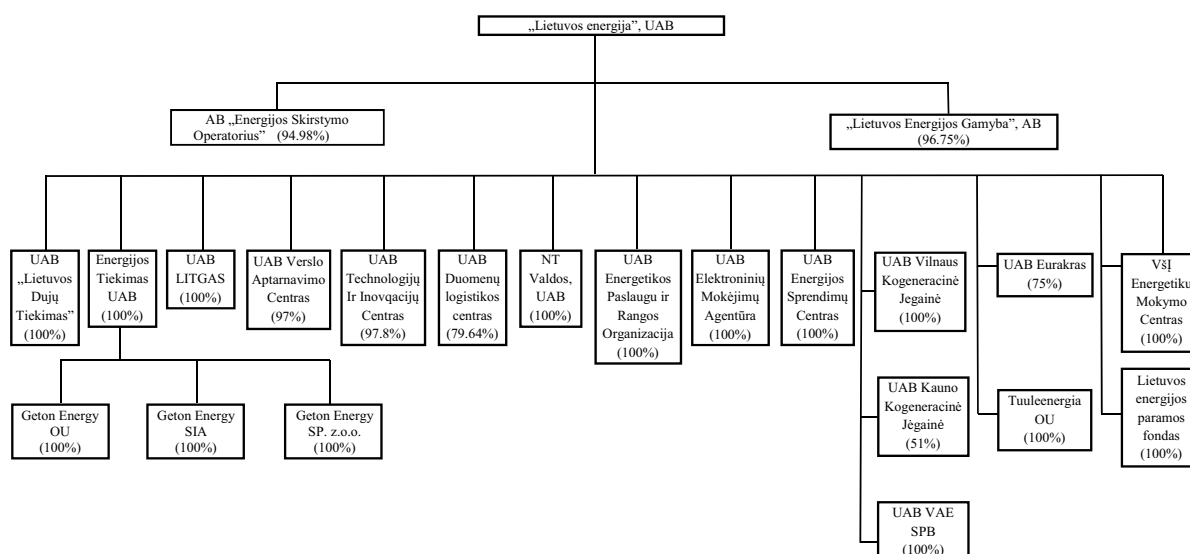 „Lietuvos energija”, UAB
AB „Energijos Skirstymo
Operatorius” (94.98%)
„Lietuvos Energijos Gamyba”, AB
(96.75%)
UAB
„Lietuvos
Dujų
Tiekimas”
(100%)
Energijos
Tiekimas
UAB
(100%)
UAB
LITGAS
(100%)
UAB Verslo
Aptarnavimo
Centras
(97%)
UAB
Technologijų
Ir Inovqacijų
Centras
(97.8%)
UAB
Duomenų
logistikos
centras
(79.64%)
NT
Valdos,
UAB
(100%)
UAB
Energetikos
Paslaugu ir
Rangos
Organizacija
(100%)
UAB
Elektroninių
Mokėjimų
Agentūra
(100%)
UAB
Energijos
Sprendimų
Centras
(100%)
UAB Vilnaus
Kogeneracinė
Jegainė
(100%)
UAB Eurakras
(75%)
VšĮ
Energetiku
Mokymo
Centras
(100%)
Geton Energy
OU
(100%)
Geton Energy
SIA
(100%)
Geton Energy
SP. z.o.o.
(100%)
UAB Kauno
Kogeneracinė
Jėgainė
(51%)
Tuuleenergia
OU
(100%)
Lietuvos
energijos
paramos
fondas
(100%)
UAB VAE
SPB
(100%)